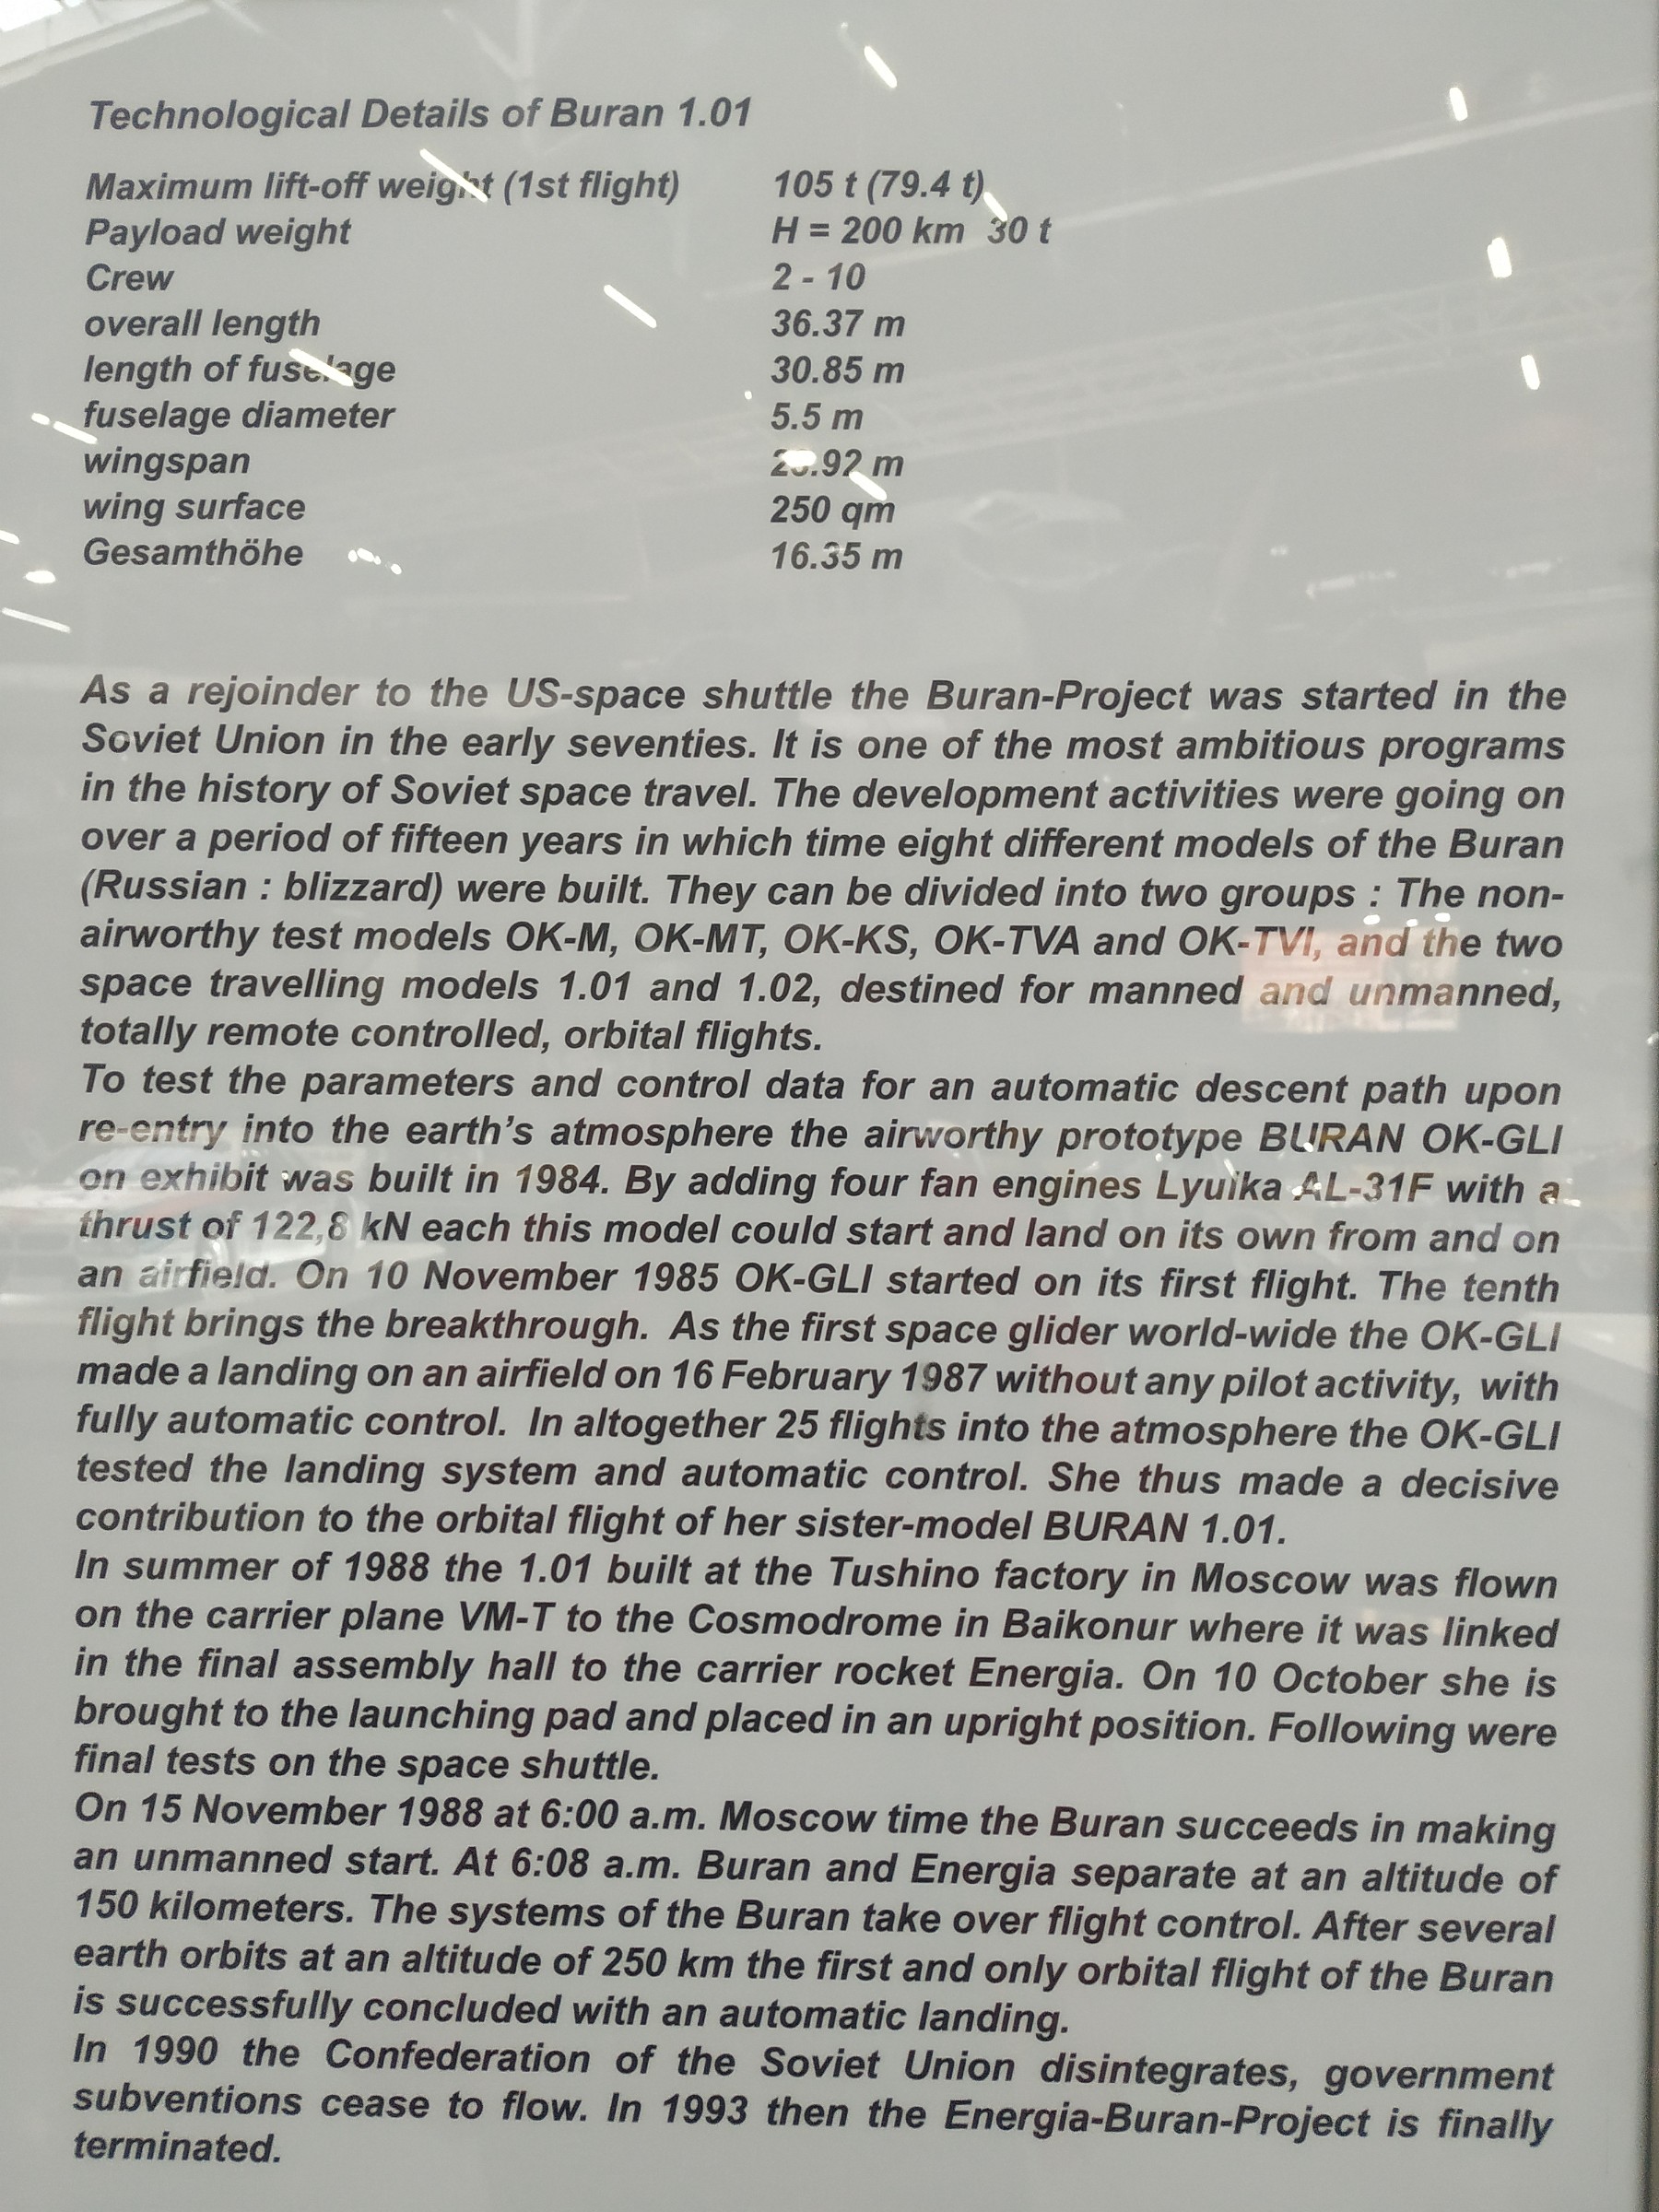 Technological Details of Buran 1.01
Maximum lift-off weight (1st flight) 105 t (79.4 t)
Payload weight H = 200 km 30 t
Crew 2 - 10
overall length 36.37 m
length of fuselage 30.85 m
fuselage diameter 5.5 m
wingspan m
wing surface 250 qm
Gesamthöhe 16.35 m
As a rejoinder to the US-space shuttle the Buran-Project was started in the
Soviet Union in the early seventies. It is one of the most ambitious programs
in the history of Soviet space travel. The development activities were going on
over a period of fifteen years in which time eight different models of the Buran
(Russian : blizzard) were built. They can be divided into two groups : The non-
airworthy test models OK-M, OK-MT, OK-KS, OK-TVA and OK-TVI, and the two
space travelling models 1.01 and 1.02, destined for manned and unmanned,
totally remote controlled, orbital flights.
To test the parameters and control data for an automatic descent path upon
re-entry into the earth's atmosphere the airworthy prototype BURAN OK-GLI
on exhibit was built in 1984. By adding four fan engines Lyulka AL-31F with a
thrust of 122,8 kN each this model could start and land on its own from and on
an airfield. On 10 November 1985 OK-GLI started on its first flight. The tenth
flight brings the breakthrough. As the first space glider world-wide the OK-GLI
made a landing on an airfield on 16 February 1987 without any pilot activity, with
fully automatic control. In altogether 25 flights into the atmosphere the OK-GLI
tested the landing system and automatic control. She thus made a decisive
contribution to the orbital flight of her sister-model BURAN 1.01.
In summer of 1988 the 1.01 built at the Tushino factory in Moscow was flown
on the carrier plane VM-T to the Cosmodrome in Baikonur where it was linked
in the final assembly hall to the carrier rocket Energia. On 10 October she is
brought to the launching pad and placed in an upright position. Following were
final tests on the space shuttle.
On 15 November 1988 at 6:00 a.m. Moscow time the Buran succeeds in making
an unmanned start. At 6:08 a.m. Buran and Energia separate at an altitude of
150 kilometers. The systems of the Buran take over flight control. After several
earth orbits at an altitude of 250 km the first and only orbital flight of the Buran
is successfully concluded with an automatic landing.
In 1990 the Confederation of the Soviet Union disintegrates, government
subventions cease to flow. In 1993 then the Energia-Buran-Project is finally
terminated.